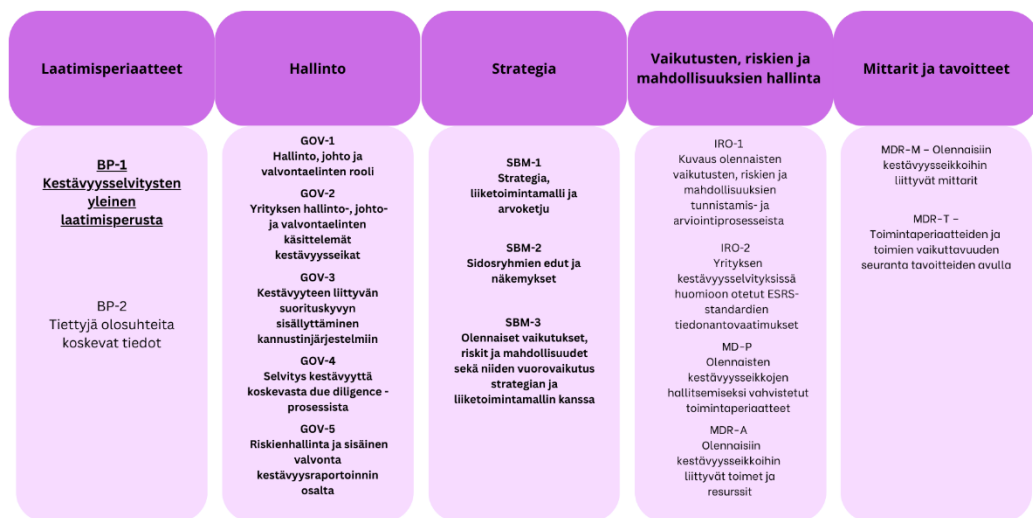 Laatimisperiaatteet
Hallinto
Strategia
Vaikutusten, riskien ja
mahdollisuuksien hallinta
Mittarit ja tavoitteet
BP-1
Kestävyysselvitysten
yleinen
laatimisperusta
BP-2
Tiettyjä olosuhteita
koskevat tiedot
GOV-1
Hallinto, johto ja
valvontaelinten rooli
GOV-2
Yrityksen hallinto-, johto-
ja valvontaelinten
käsittelemät
kestävyysseikat
GOV-3
Kestävyyteen liittyvän
suorituskyvyn
sisällyttäminen
kannustinjärjestelmiin
GOV-4
Selvitys kestävyyttä
koskevasta due diligence -
prosessista
GOV-5
Riskienhallinta ja sisäinen
valvonta
kestävyysraportoinnin
osalta
SBM-1
Strategia,
liiketoimintamalli ja
arvoketju
SBM-2
Sidosryhmien edut ja
näkemykset
SBM-3
Olennaiset vaikutukset,
riskit ja mahdollisuudet
sekä niiden vuorovaikutus
strategian ja
liiketoimintamallin kanssa
IRO-1
Kuvaus olennaisten
vaikutusten, riskien ja
mahdollisuuksien
tunnistamis- ja
arviointiprosesseista
IRO-2
Yrityksen
kestävyysselvityksissä
huomioon otetut ESRS-
standardien
tiedonantovaatimukset
MD-P
Olennaisten
kestävyysseikkojen
hallitsemiseksi vahvistetut
toimintaperiaatteet
MDR-A
Olennaisiin
kestävyysseikkoihin
liittyvät toimet ja
resurssit
MDR-M – Olennaisiin
kestävyysseikkoihin
liittyvät mittarit
MDR-T –
Toimintaperiaatteiden ja
toimien vaikuttavuuden
seuranta tavoitteiden avulla